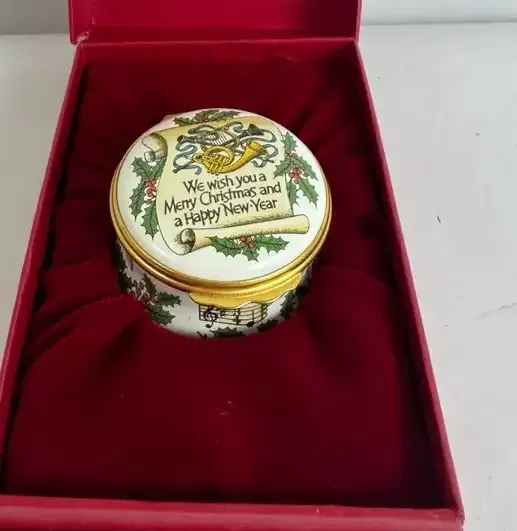 We wish you a
Merry Christmas and
a Happy New-Year